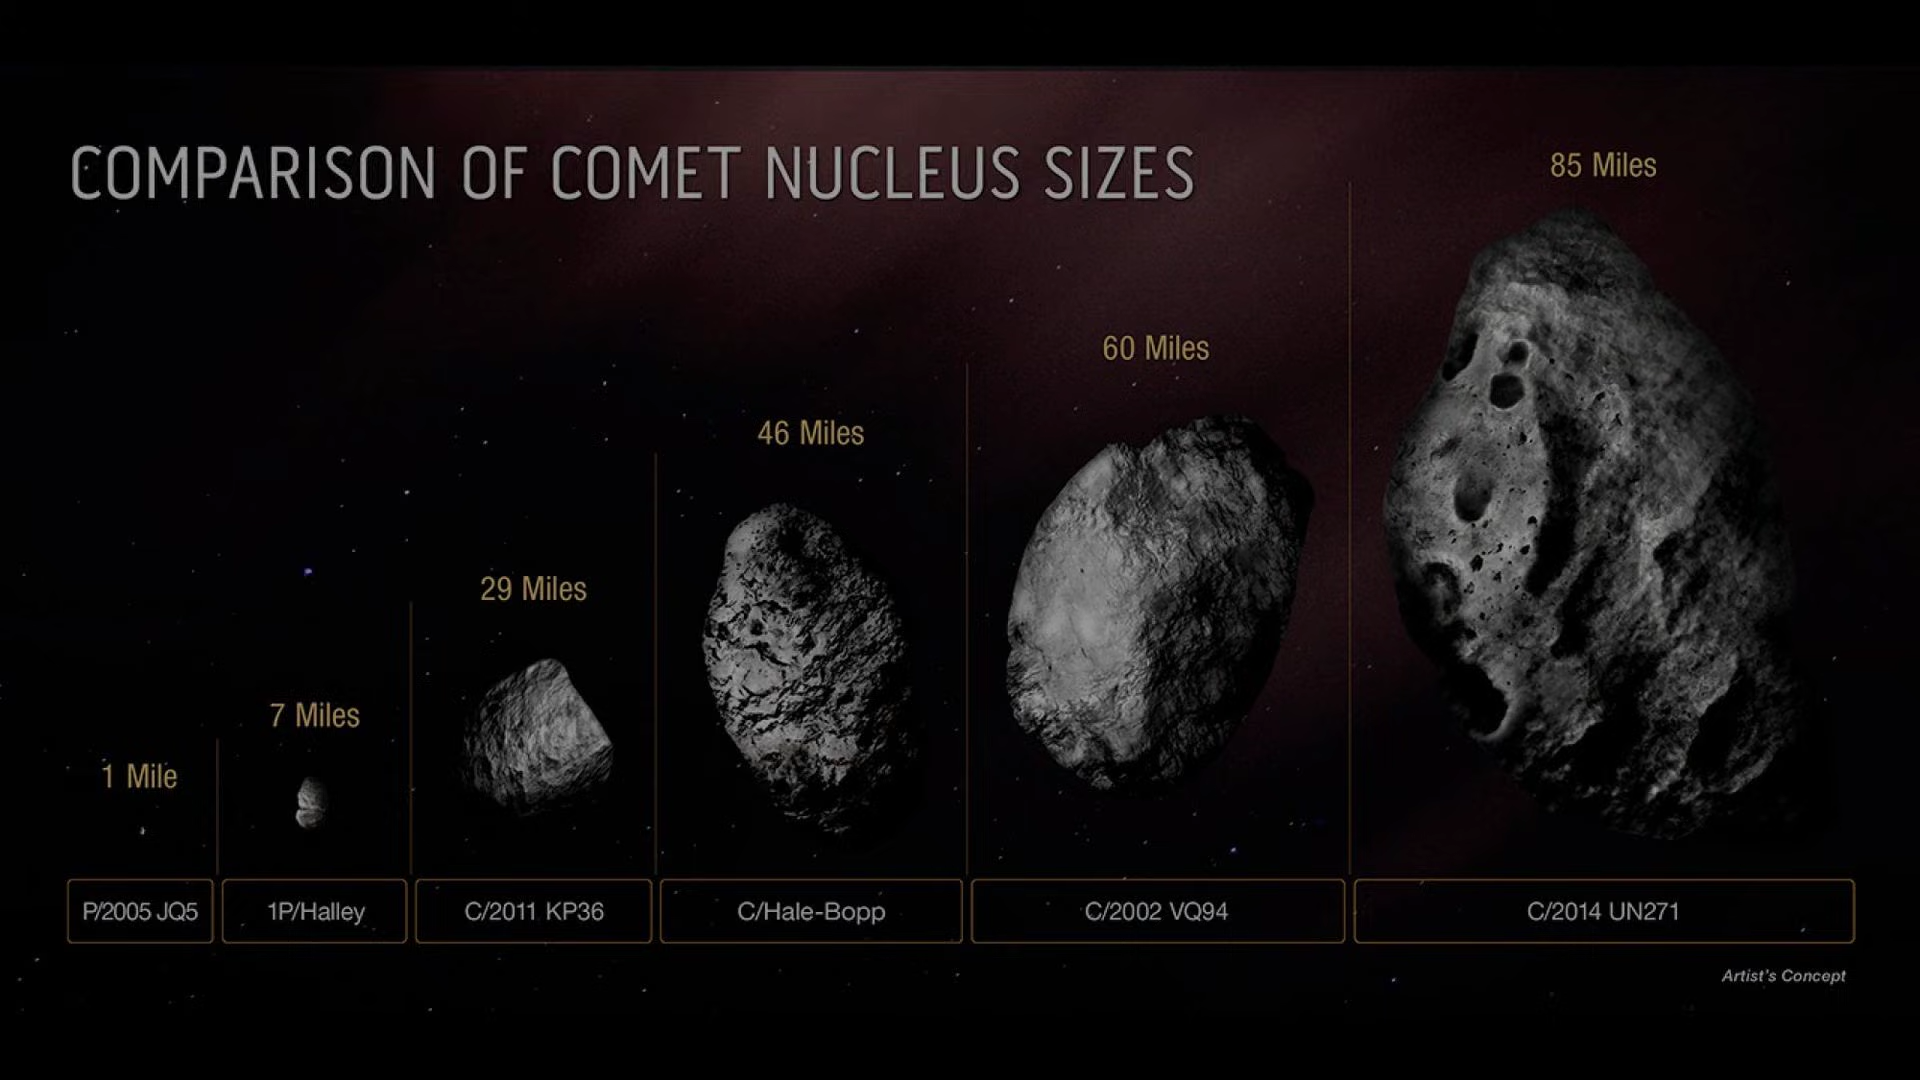 COMPARISON OF COMET NUCLEUS SIZES
1 Mile
7 Miles
29 Miles
46 Miles
60 Miles
85 Miles
P/2005 JQ5
1P/Halley
C/2011 KP36
C/Hale-Bopp
C/2002 VQ94
C/2014 UN271
Artist's Concept